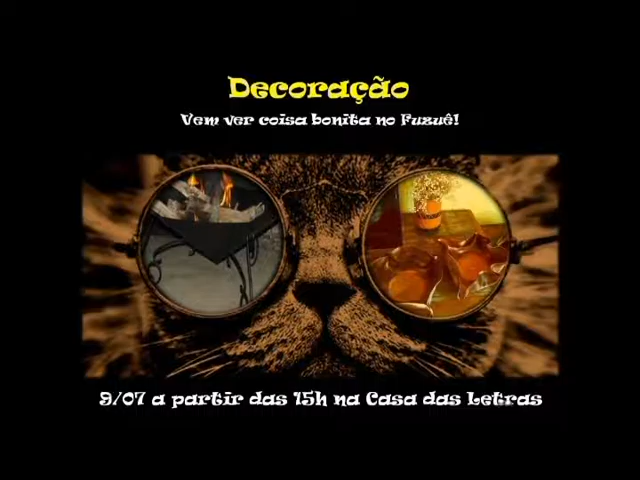 Decoração
Vem ver coisa bonita no Fuzuê!
9/07 a partir das 15h na Casa das Letras